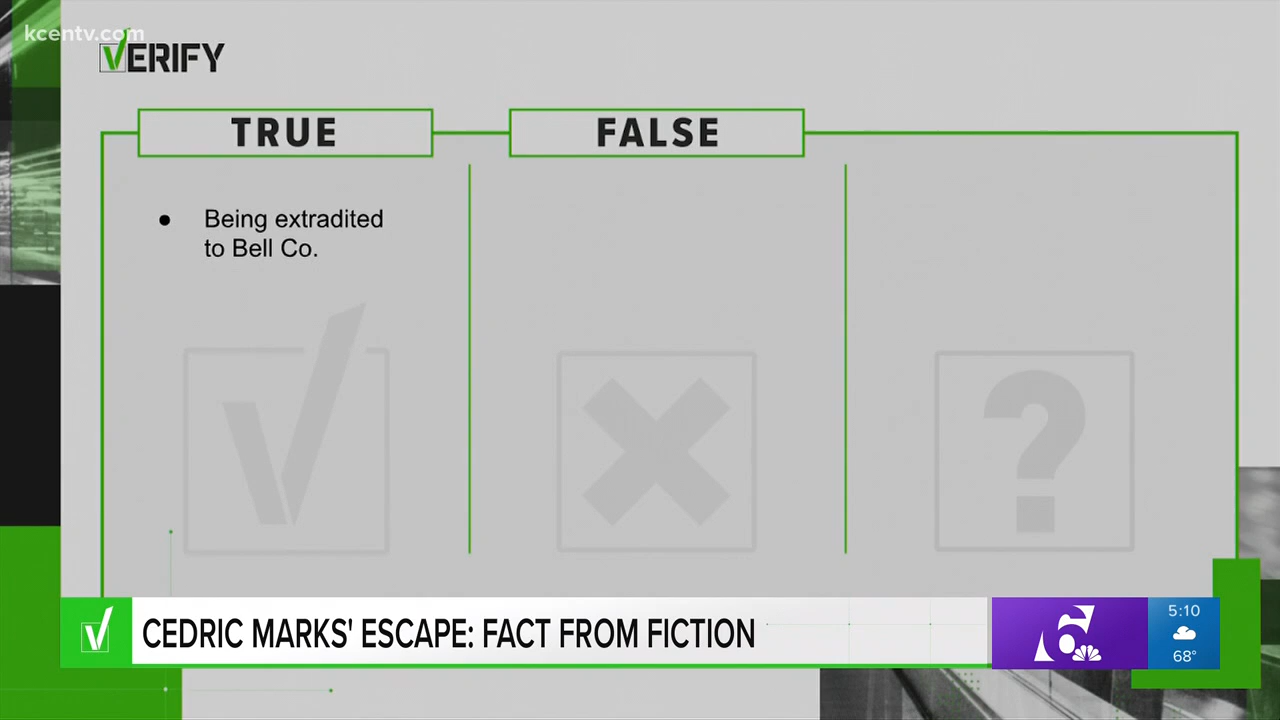 kcentv.com
VERIFY
TRUE
FALSE
● Being extradited
to Bell Co.
?
CEDRIC MARKS' ESCAPE: FACT FROM FICTION
6
5:10
68°